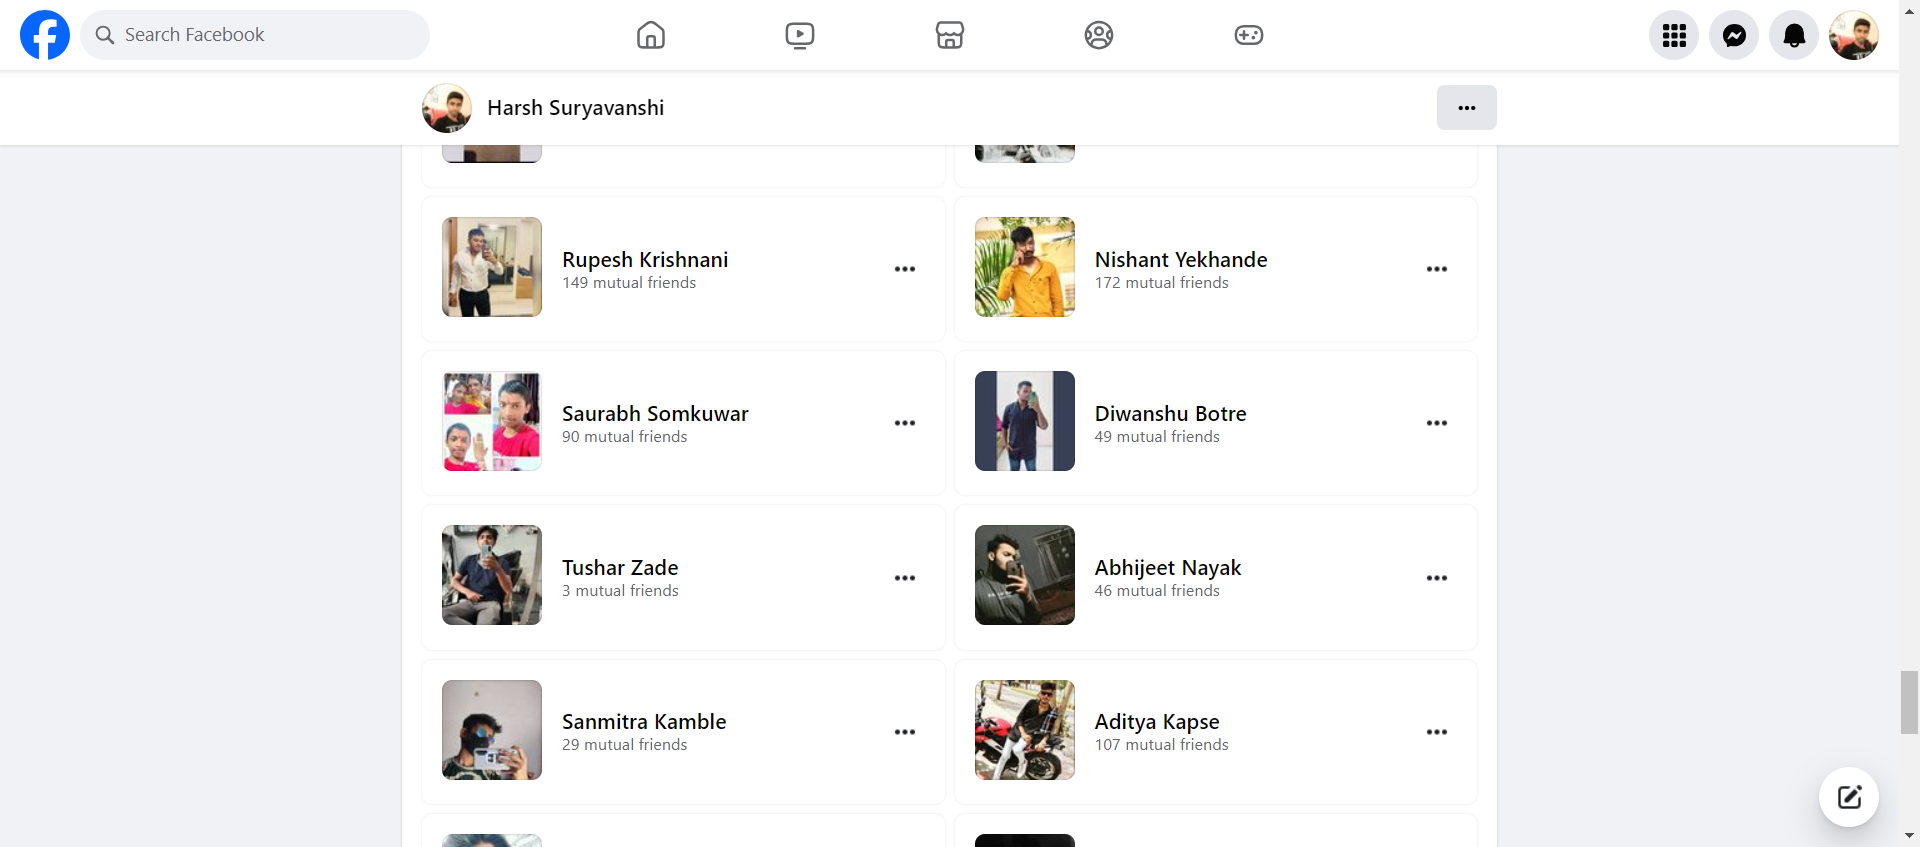 Search Facebook
Harsh Suryavanshi
Rupesh Krishnani
149 mutual friends
Nishant Yekhande
172 mutual friends
Saurabh Somkuwar
90 mutual friends
Diwanshu Botre
49 mutual friends
Tushar Zade
3 mutual friends
Abhijeet Nayak
46 mutual friends
Sanmitra Kamble
29 mutual friends
Aditya Kapse
107 mutual friends